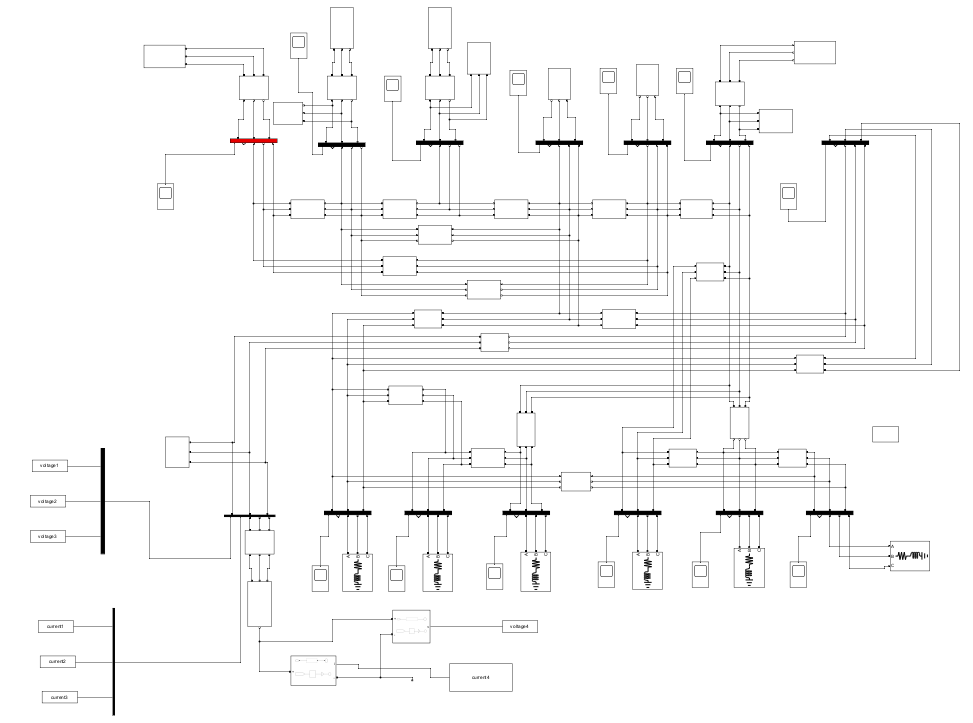 voltage1
voltage2
voltage3
current1
current2
current3
voltage4
current4
A
B
C